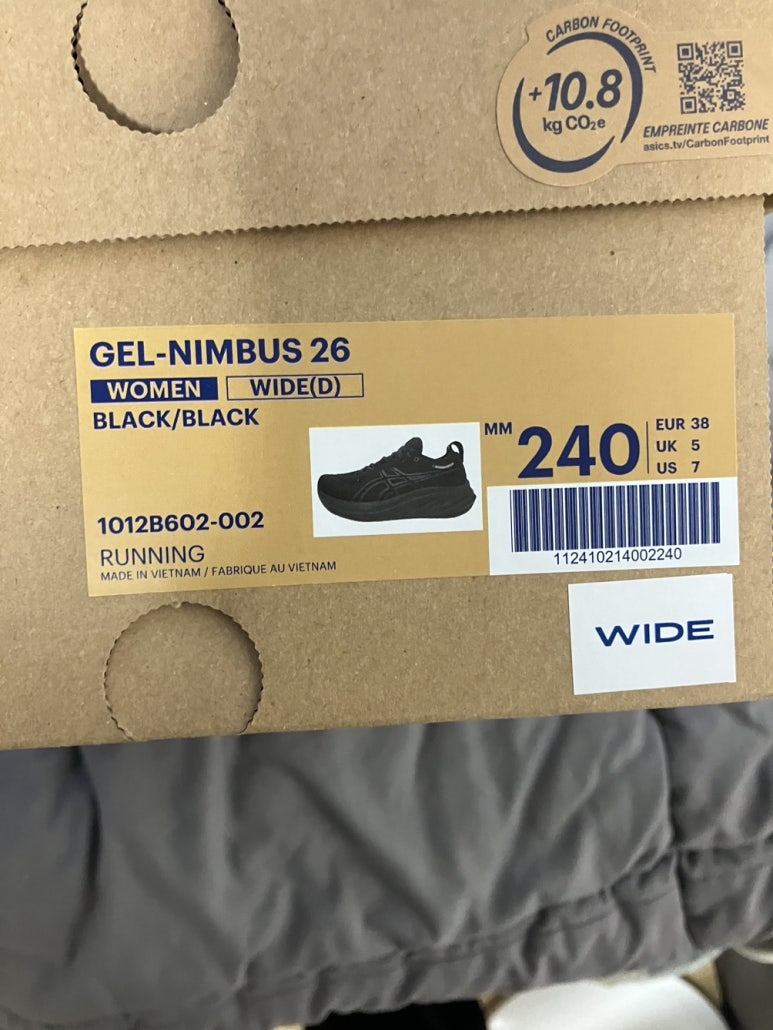 CARBON FOOTPRINT
+10.8
kg CO₂e
EMPREINTE CARBONE
asics.tv/CarbonFootprint
GEL-NIMBUS 26
WOMEN WIDE(D)
BLACK/BLACK
MM 240
EUR 38
UK 5
US 7
1012B602-002
RUNNING
MADE IN VIETNAM / FABRIQUE AU VIETNAM
112410214002240
WIDE